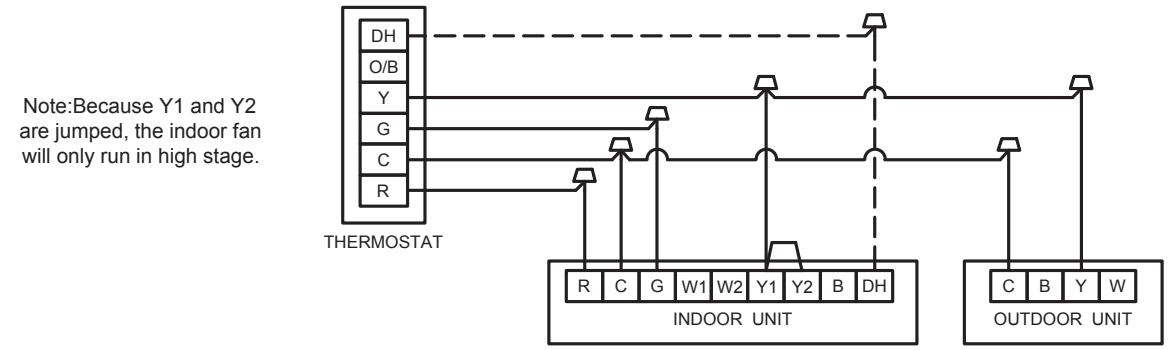 Note:Because Y1 and Y2
are jumped, the indoor fan
will only run in high stage.
DH
O/B
Y
G
C
R
THERMOSTAT
R C G W1 W2 Y1 Y2 B DH
INDOOR UNIT
C B Y W
OUTDOOR UNIT